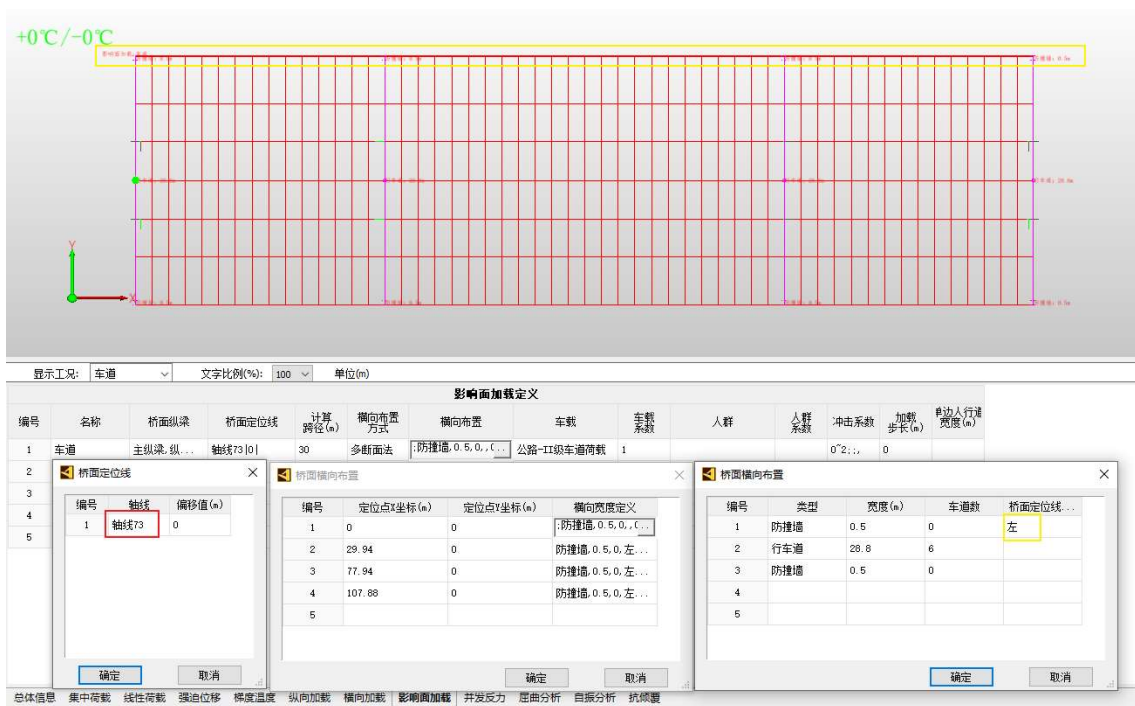 +0℃/-0℃
Y
X
显示工况: 车道 文字比例(%): 100 单位(m)
影响面加载定义
编号 名称 桥面纵梁 桥面定位线 计算跨径(m) 横向布置方式 横向布置 车载 车载系数 人群 人群系数 冲击系数 加载步长(m) 单边人行道宽度(m)
1 车道 主纵梁,纵... 轴线73|0| 30 多断面法 :防撞墙,0.5,0,,(... 公路-II级车道荷载 1 0~2;:, 0
2
3
4
5
桥面定位线
编号 轴线 偏移值(m)
1 轴线73 0
确定 取消
桥面横向布置
编号 定位点X坐标(m) 定位点Y坐标(m) 横向宽度定义
1 0 0 :防撞墙,0.5,0,,(...
2 29.94 0 防撞墙,0.5,0,左...
3 77.94 0 防撞墙,0.5,0,左...
4 107.88 0 防撞墙,0.5,0,左...
5
确定 取消
桥面横向布置
编号 类型 宽度(m) 车道数 桥面定位线...
1 防撞墙 0.5 0 左
2 行车道 28.8 6
3 防撞墙 0.5 0
4
5
确定 取消
总体信息 集中荷载 线性荷载 强迫位移 梯度温度 纵向加载 横向加载 影响面加载 并发反力 屈曲分析 自振分析 抗倾覆